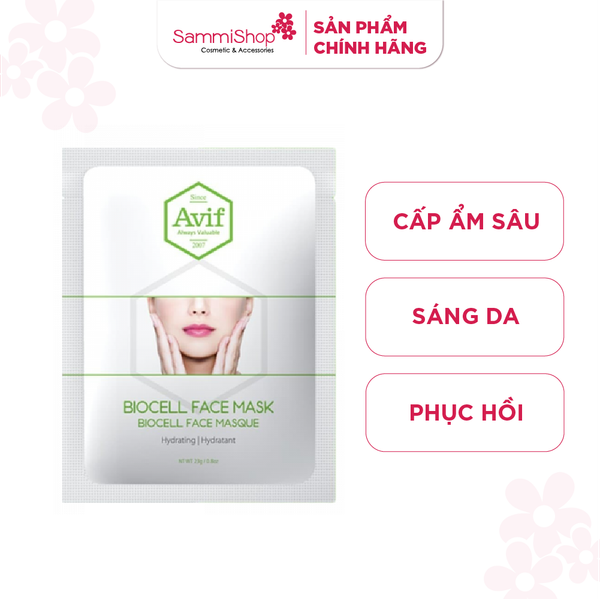 SammiShop
Cosmetic & Accessories
SẢN PHẨM
CHÍNH HÃNG
Since
Avif
Always Valuable
2007
BIOCELL FACE MASK
BIOCELL FACE MASQUE
Hydrating | Hydratant
CẤP ẨM SÂU
SÁNG DA
PHỤC HỒI